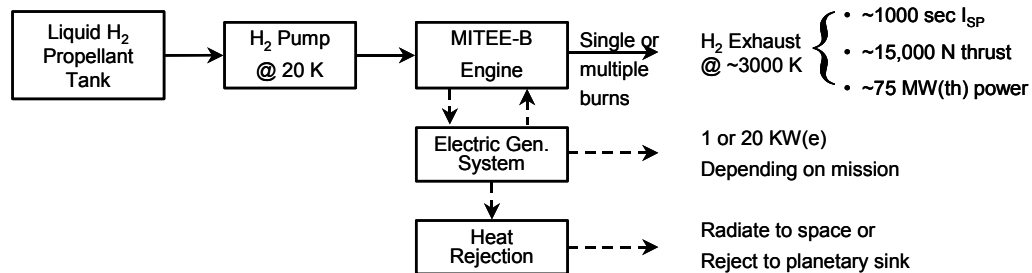 Liquid H₂
Propellant
Tank
H₂ Pump
@ 20 K
MITEE-B
Engine
Single or
multiple
burns
H₂ Exhaust
@ ~3000 K
• ~1000 sec I_SP
• ~15,000 N thrust
• ~75 MW(th) power
Electric Gen.
System
1 or 20 KW(e)
Depending on mission
Heat
Rejection
Radiate to space or
Reject to planetary sink